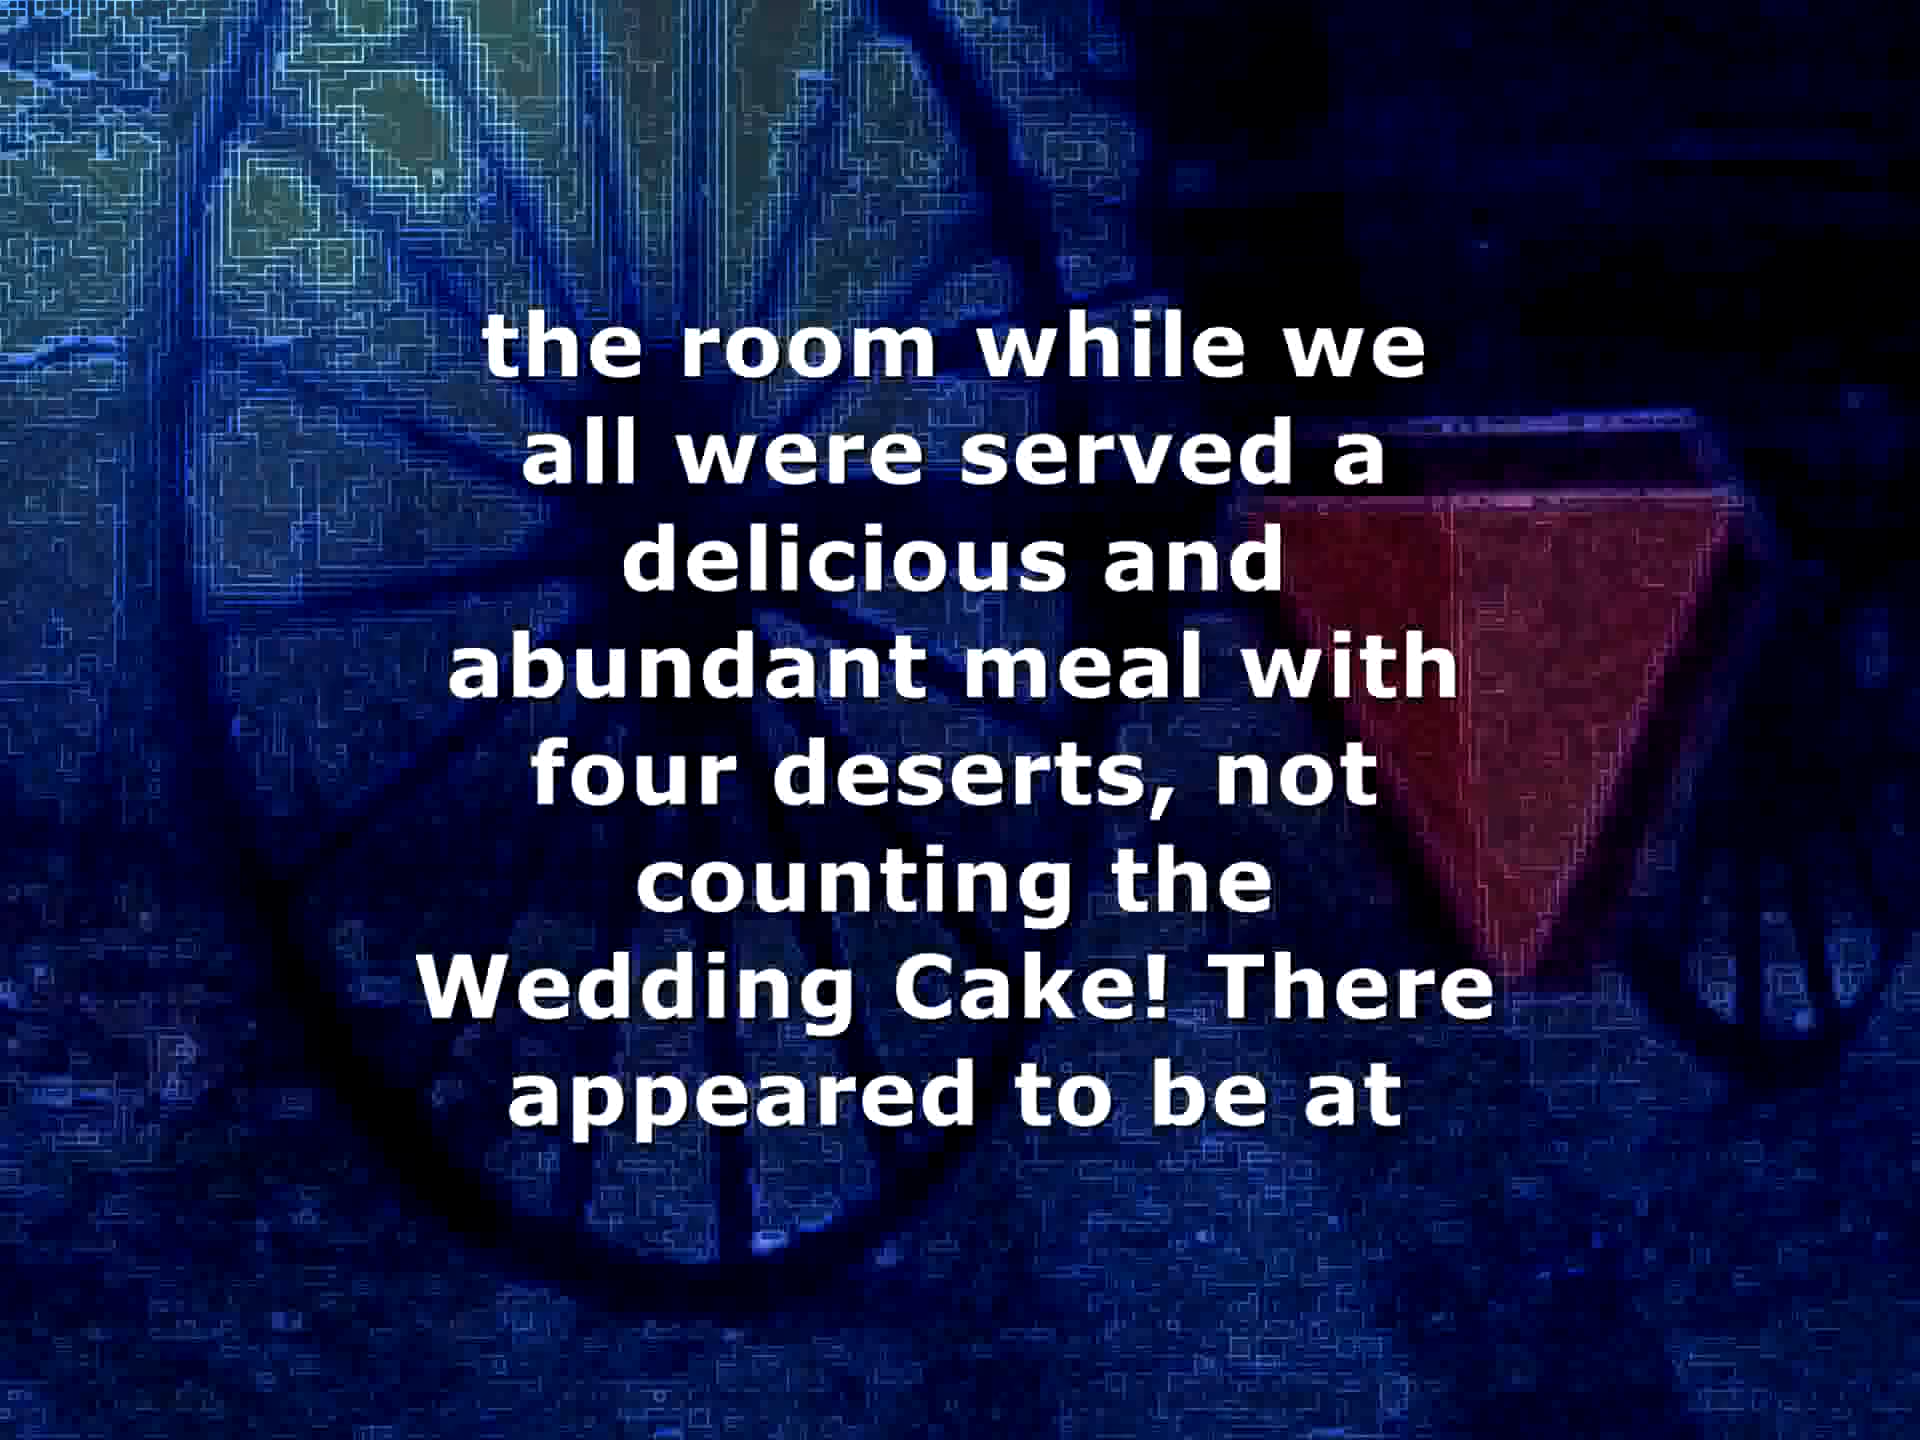 the room while we
all were served a
delicious and
abundant meal with
four deserts, not
counting the
Wedding Cake! There
appeared to be at